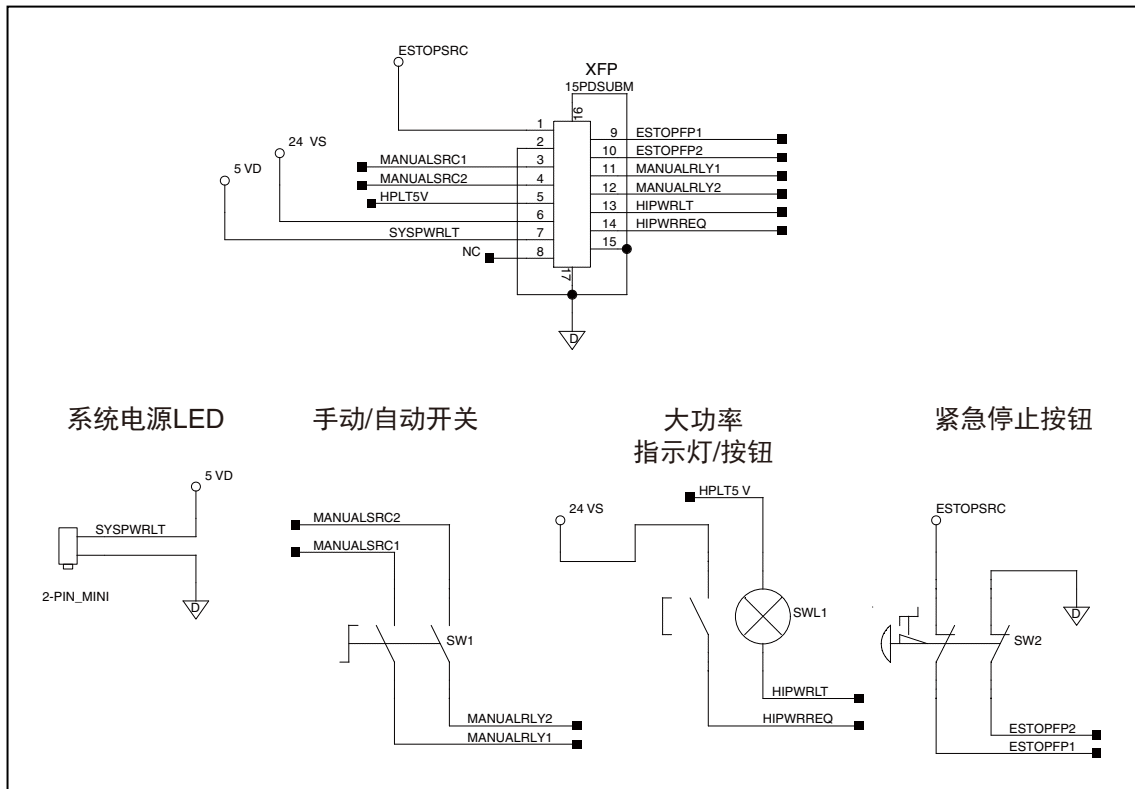 ESTOPSRC
XFP
15PDSUBM
16
24 VS
5 VD
1
2
3
4
5
6
7
8
MANUALSRC1
MANUALSRC2
HPLT5V
SYSPWRLT
NC
9 ESTOPFP1
10 ESTOPFP2
11 MANUALRLY1
12 MANUALRLY2
13 HIPWRLT
14 HIPWRREQ
15
17
D
系统电源LED
5 VD
SYSPWRLT
2-PIN_MINI
D
手动/自动开关
MANUALSRC2
MANUALSRC1
SW1
MANUALRLY2
MANUALRLY1
大功率
指示灯/按钮
HPLT5 V
24 VS
SWL1
HIPWRLT
HIPWRREQ
紧急停止按钮
ESTOPSRC
D
SW2
ESTOPFP2
ESTOPFP1